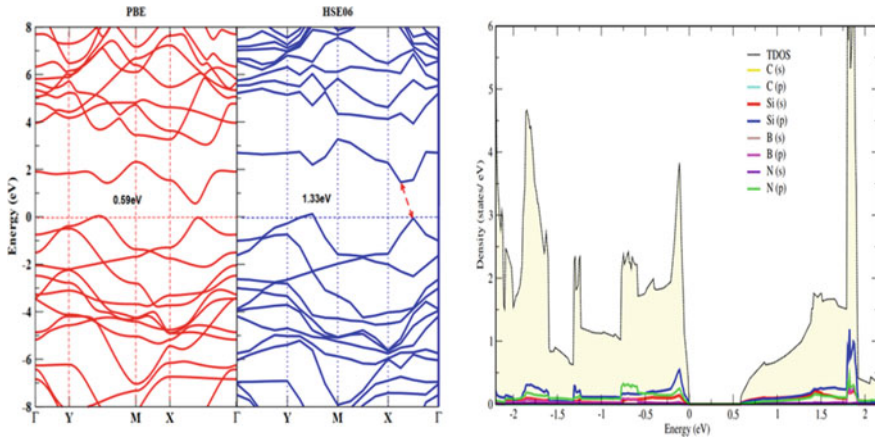 PBE
HSE06
8
6
4
2
0
-2
-4
-6
-8
Energy (eV)
0.59eV
1.33eV
Γ
Y
M
X
Γ
Y
M
X
Γ
6
5
4
3
2
1
0
Density (states/ eV)
TDOS
C (s)
C (p)
Si (s)
Si (p)
B (s)
B (p)
N (s)
N (p)
-2
-1.5
-1
-0.5
0
0.5
1
1.5
2
Energy (eV)